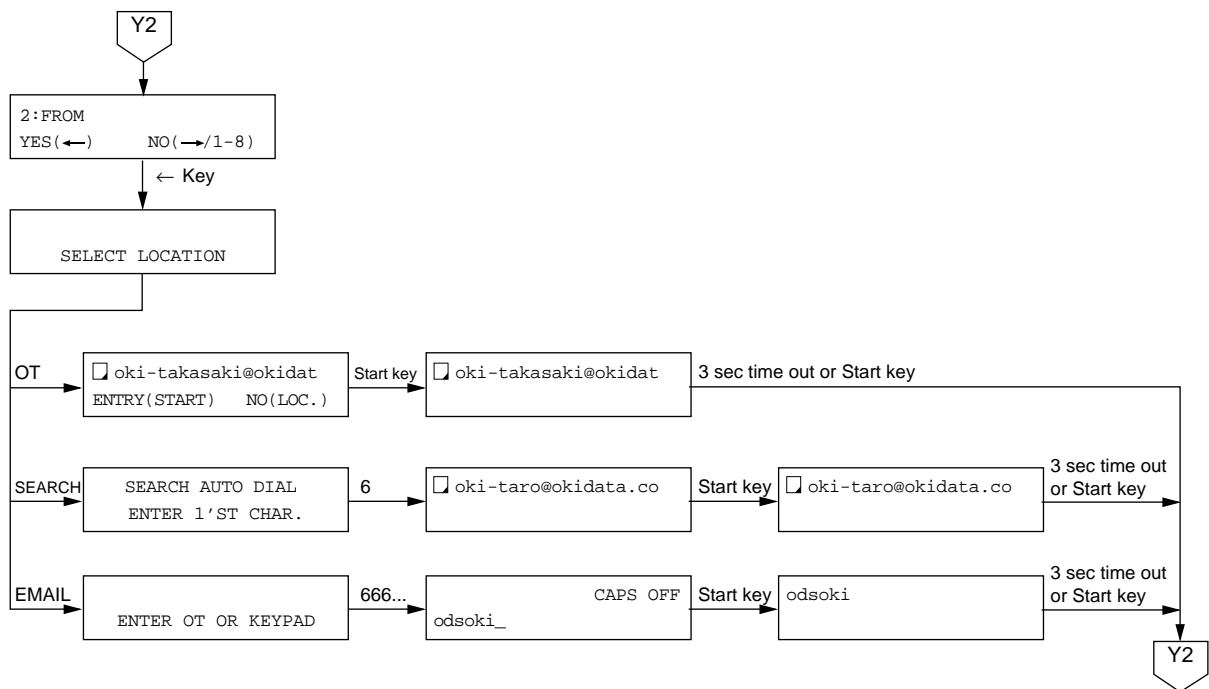 Y2
2:FROM
YES(←) NO(→/1-8)
← Key
SELECT LOCATION
OT
oki-takasaki@okidat
ENTRY(START) NO(LOC.)
Start key
oki-takasaki@okidat
3 sec time out or Start key
SEARCH
SEARCH AUTO DIAL
ENTER 1'ST CHAR.
6
oki-taro@okidata.co
Start key
oki-taro@okidata.co
3 sec time out
or Start key
EMAIL
ENTER OT OR KEYPAD
666...
CAPS OFF
odsoki_
Start key
odsoki
3 sec time out
or Start key
Y2